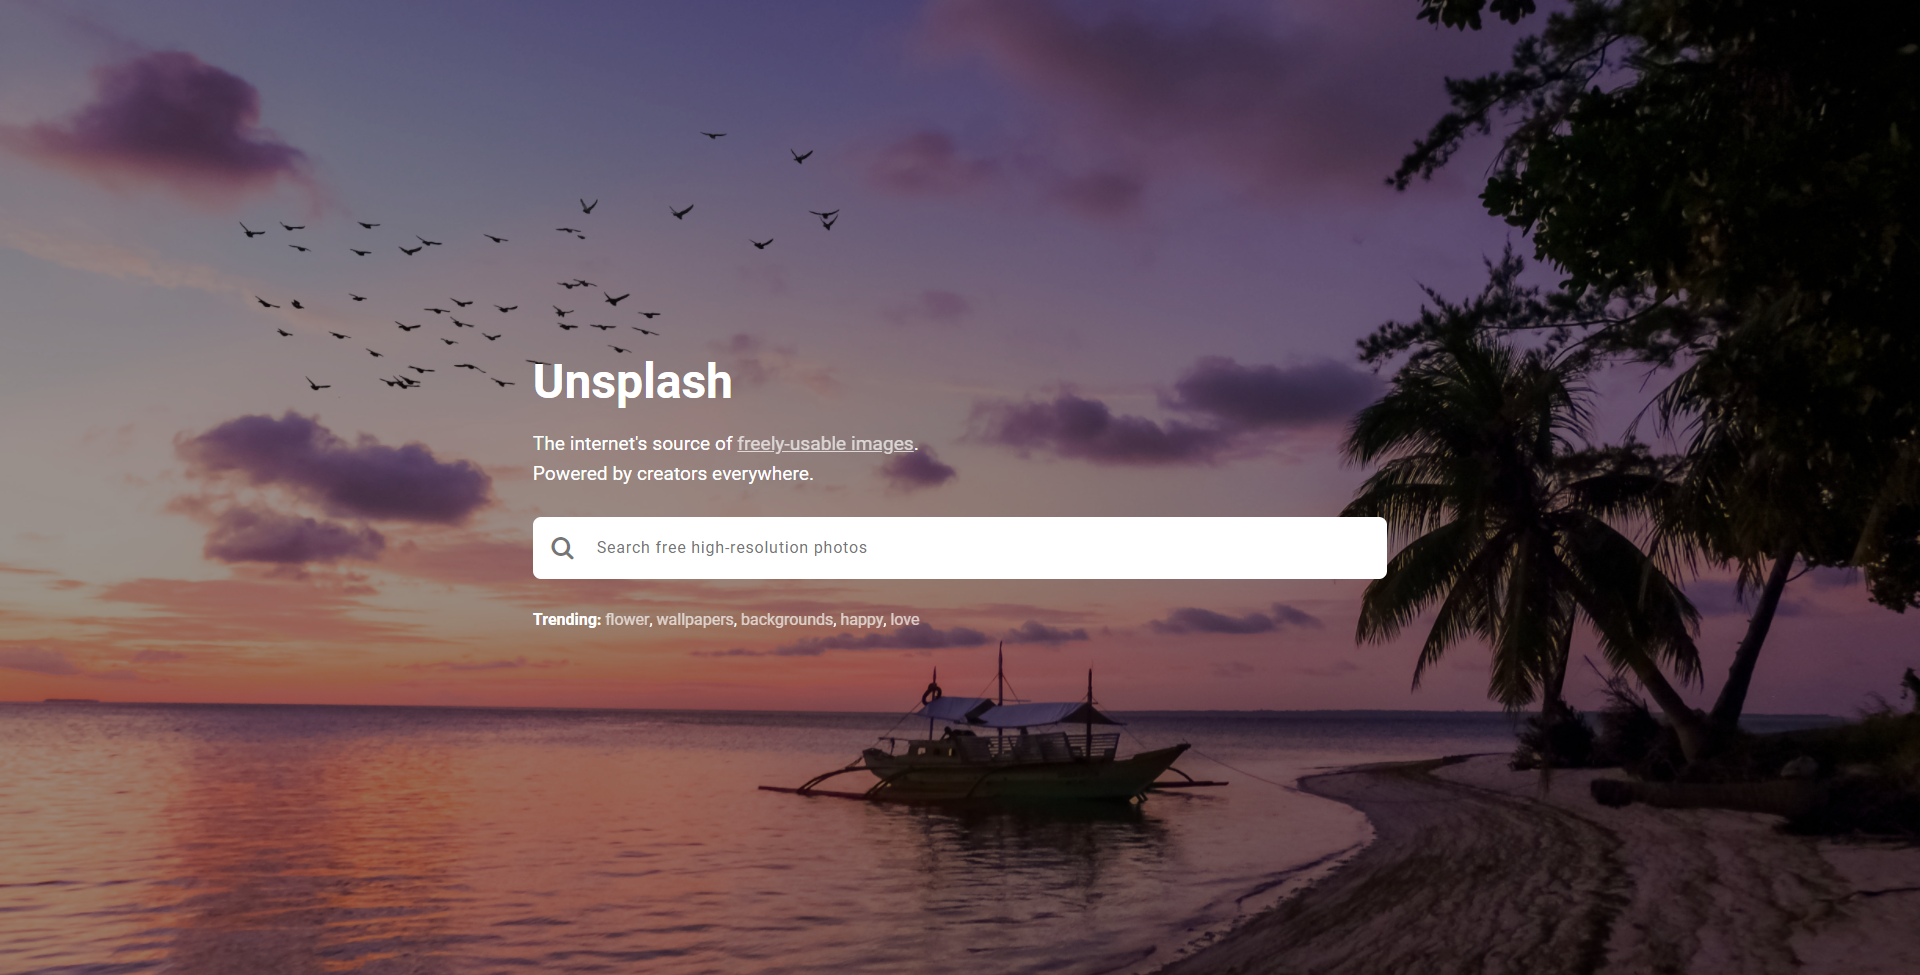 Unsplash
The internet's source of freely-usable images.
Powered by creators everywhere.
Search free high-resolution photos
Trending: flower, wallpapers, backgrounds, happy, love